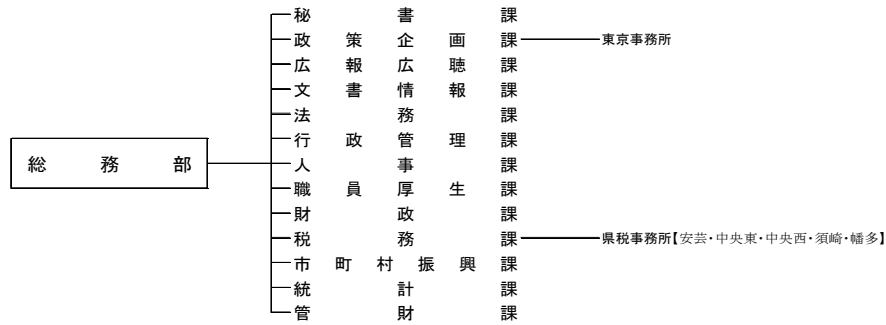 秘書課
政策企画課 東京事務所
広報広聴課
文書情報課
法務課
行政管理課
総務部 人事課
職員厚生課
財政課
税務課 県税事務所【安芸・中央東・中央西・須崎・幡多】
市町村振興課
統計課
管財課